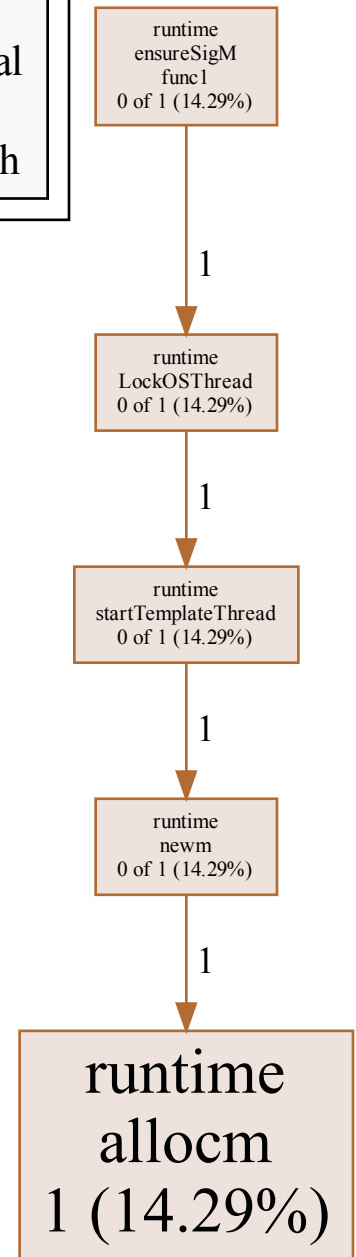 al
h
runtime
ensureSigM
func1
0 of 1 (14.29%)
1
runtime
LockOSThread
0 of 1 (14.29%)
1
runtime
startTemplateThread
0 of 1 (14.29%)
1
runtime
newm
0 of 1 (14.29%)
1
runtime
allocm
1 (14.29%)